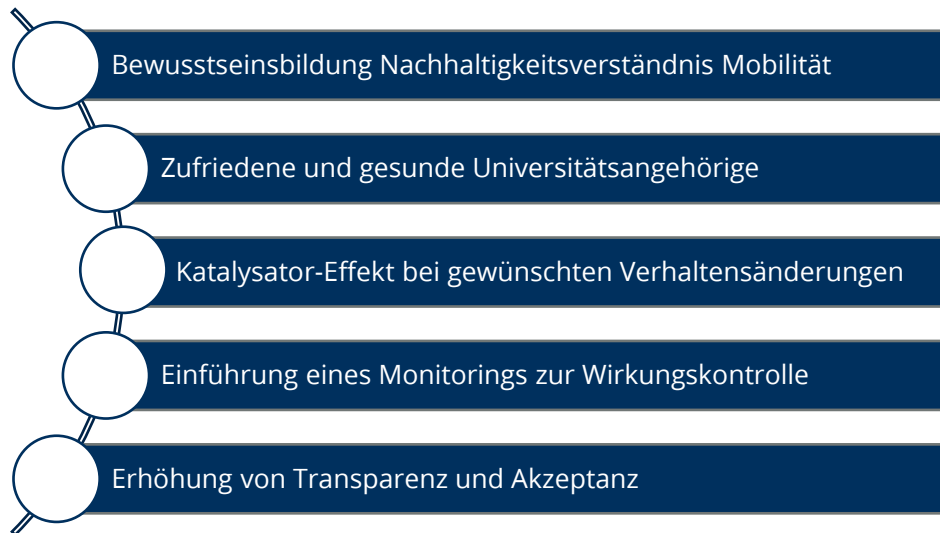 Bewusstseinsbildung Nachhaltigkeitsverständnis Mobilität
Zufriedene und gesunde Universitätsangehörige
Katalysator-Effekt bei gewünschten Verhaltensänderungen
Einführung eines Monitorings zur Wirkungskontrolle
Erhöhung von Transparenz und Akzeptanz